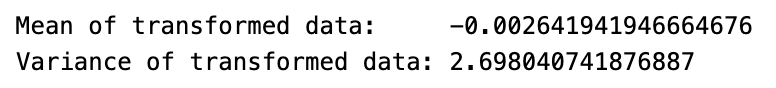 Mean of transformed data:     -0.002641941946664676
Variance of transformed data: 2.698040741876887